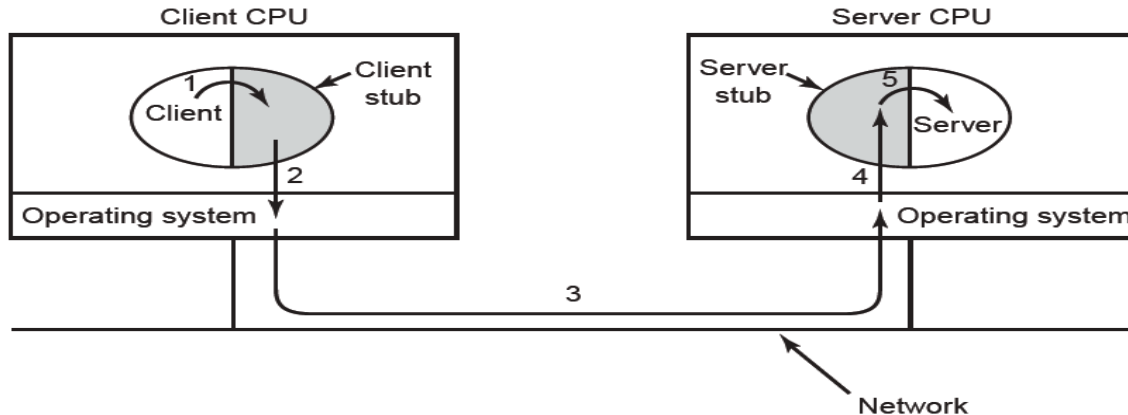 Client CPU
Server CPU
1
Client
Client
stub
2
Operating system
Server
stub
5
Server
4
Operating system
3
Network